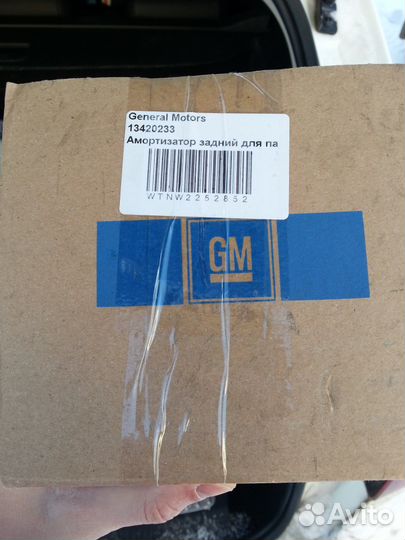 General Motors
13420233
Амортизатор задний для па
WTNW2252852
GM
Avito